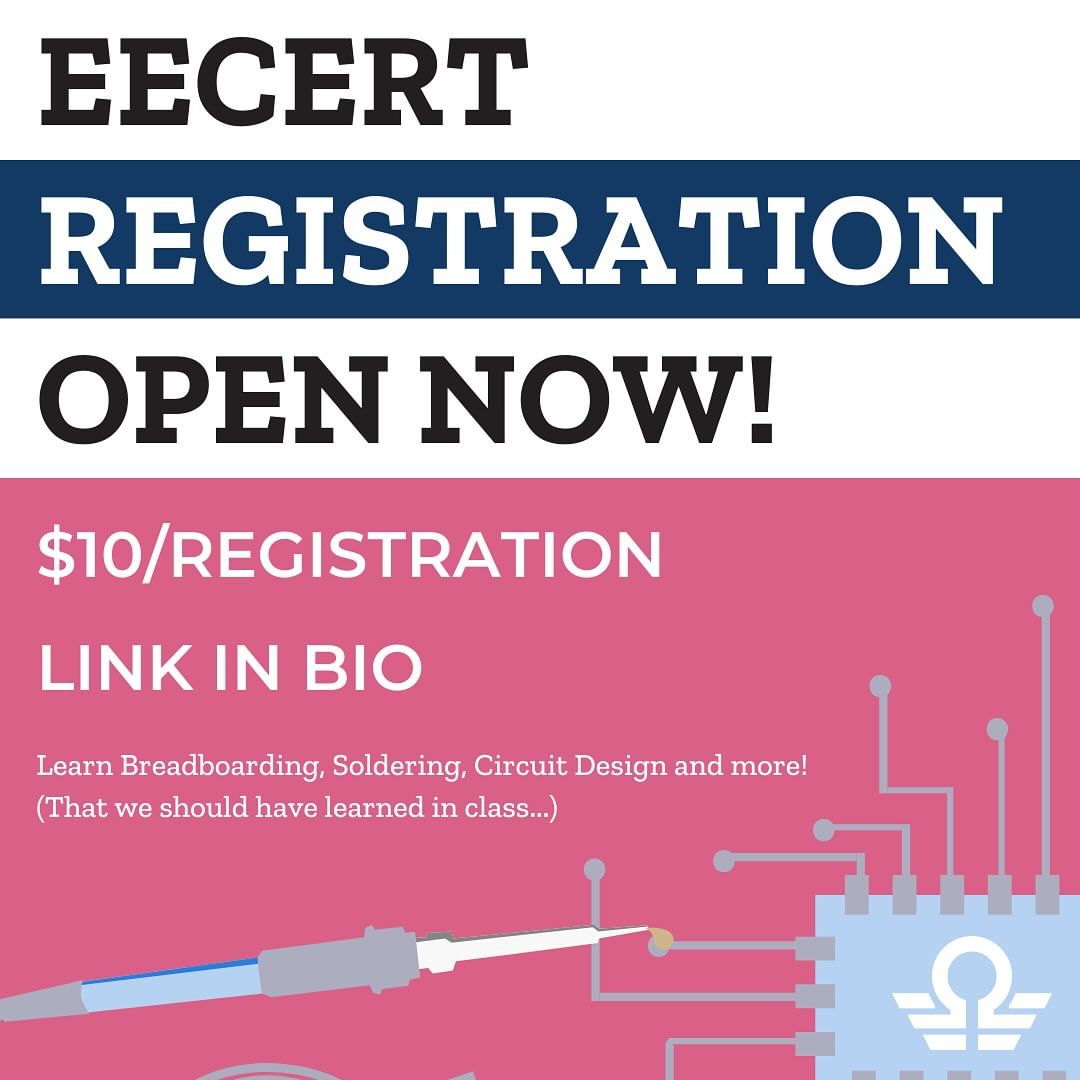 EECERT
REGISTRATION
OPEN NOW!
$10/REGISTRATION
LINK IN BIO
Learn Breadboarding, Soldering, Circuit Design and more!
(That we should have learned in class...)